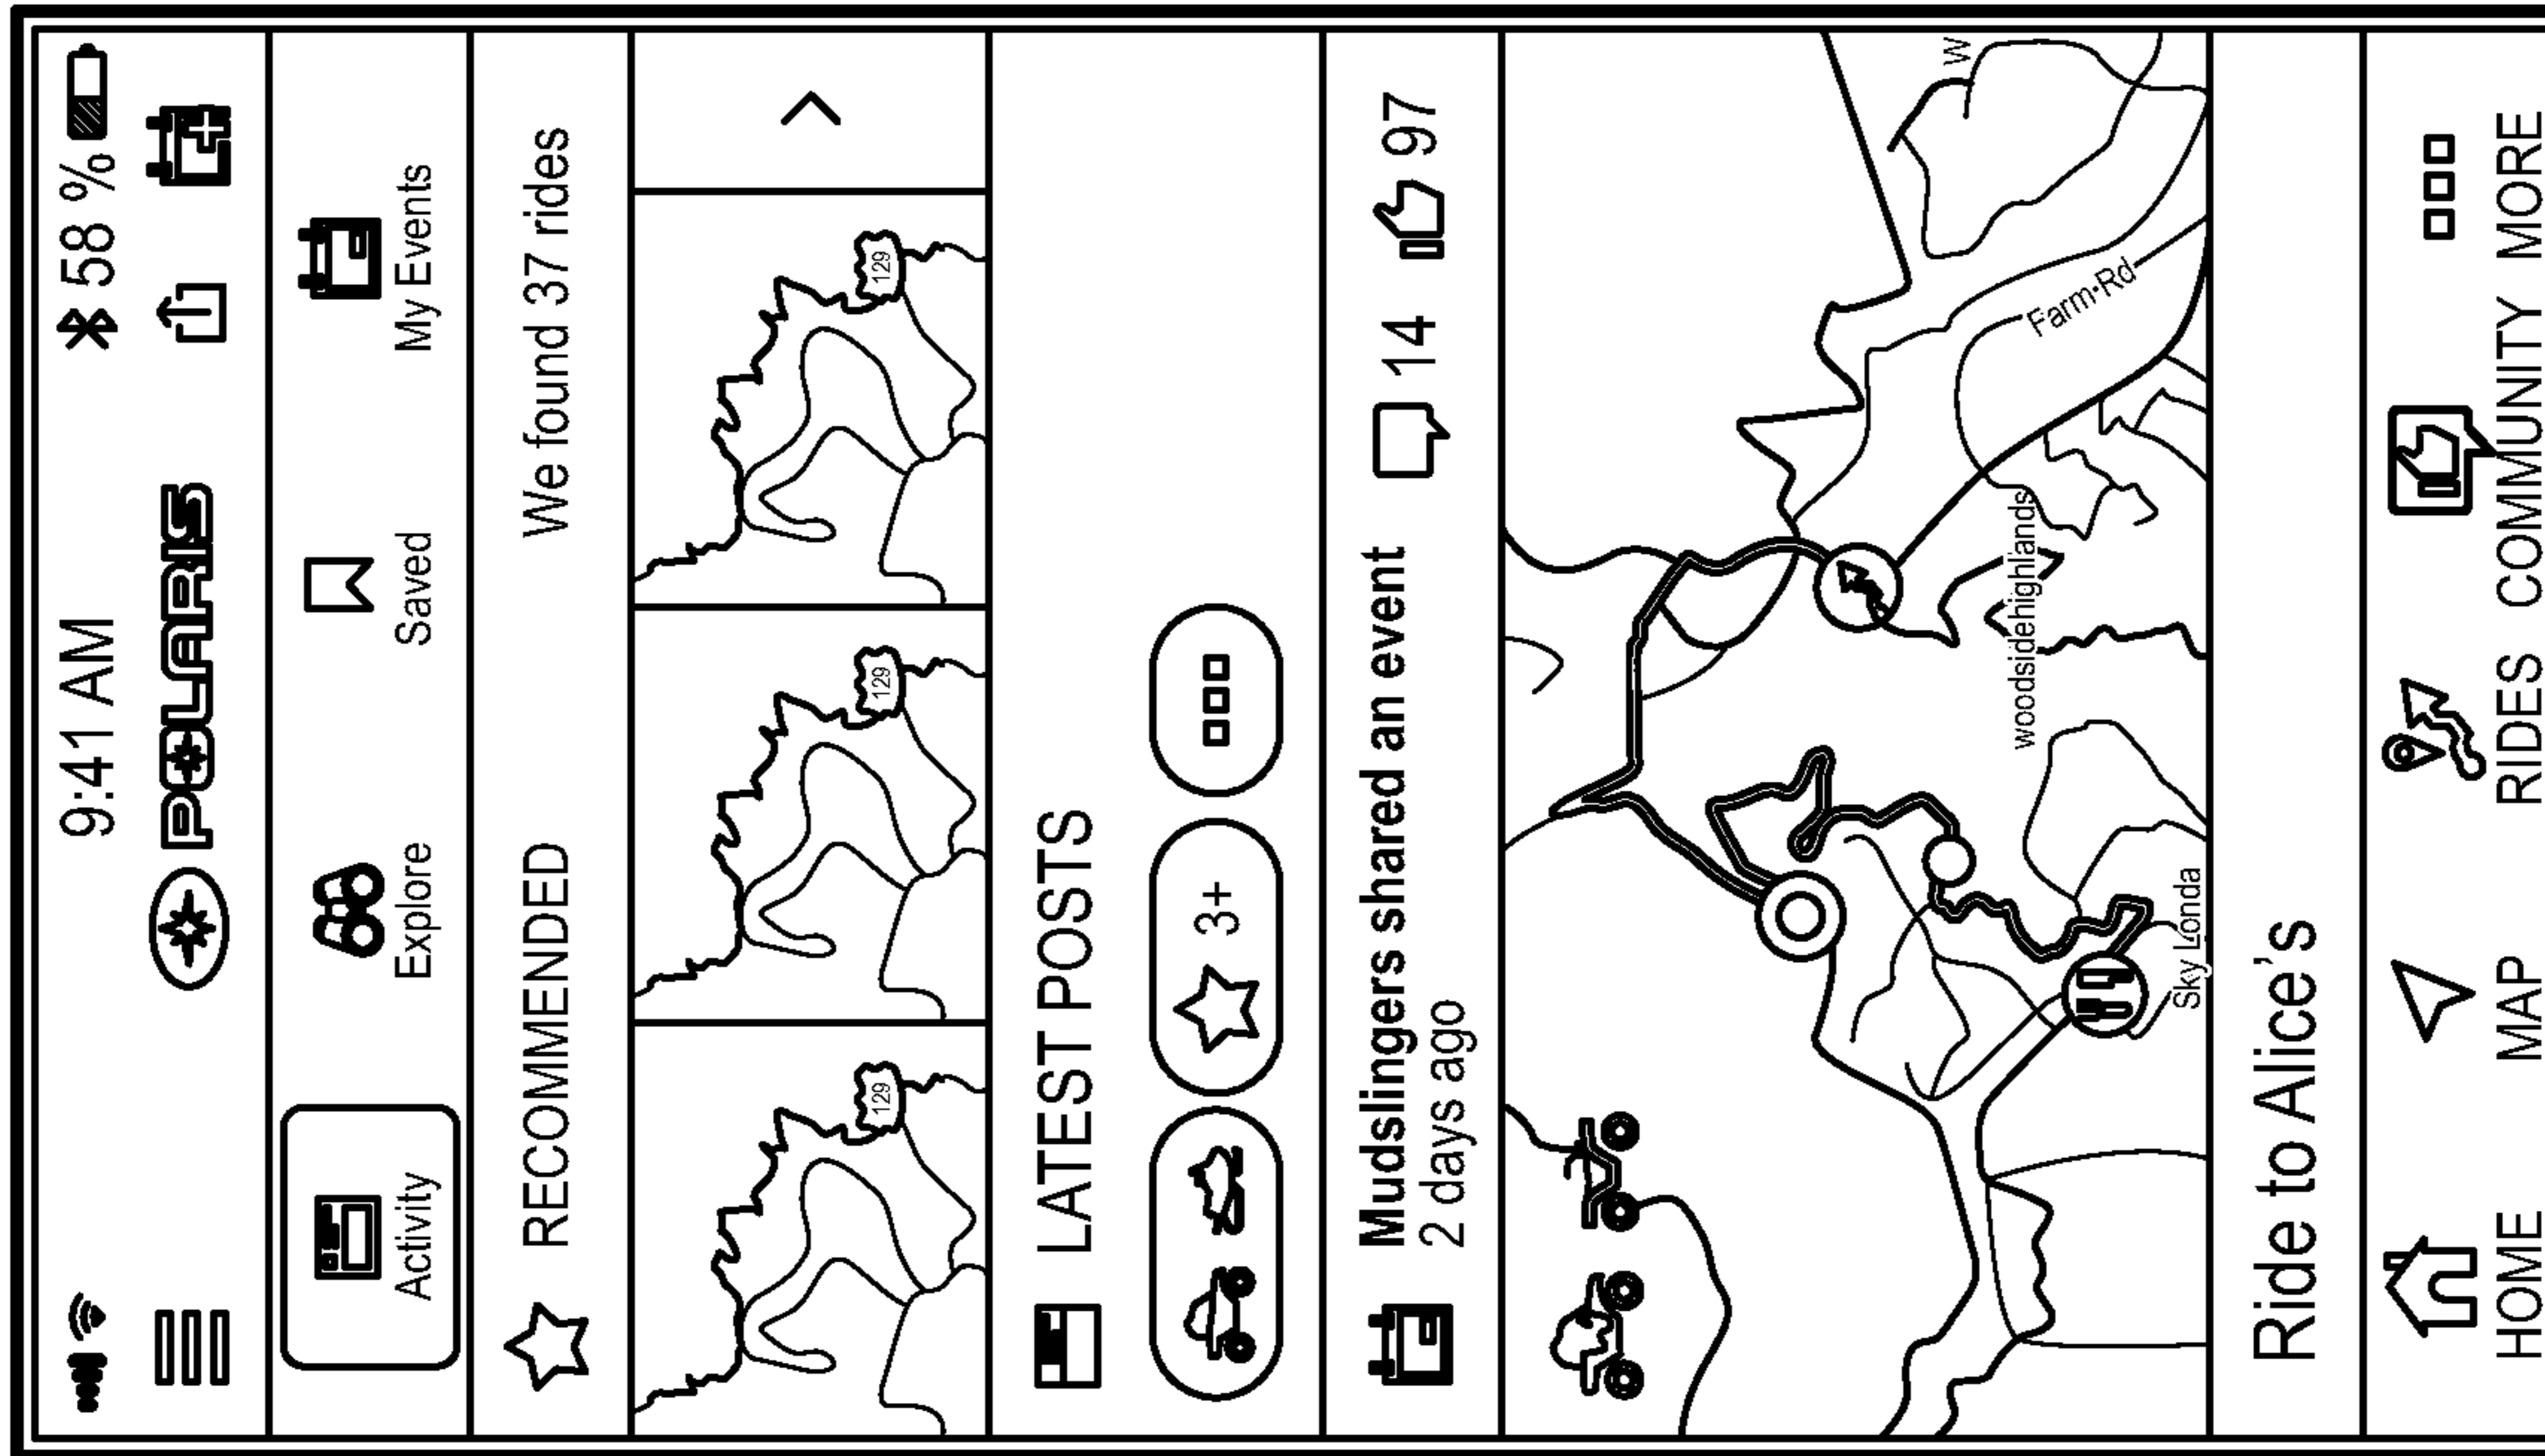 9:41 AM 58 %
POLARIS
Activity Explore Saved My Events
RECOMMENDED We found 37 rides
129 129 129
LATEST POSTS
3+
Mudslingers shared an event 14 97
2 days ago
W
Farm Rd
woodsidehighlands
Sky Londa
Ride to Alice's
HOME MAP RIDES COMMUNITY MORE